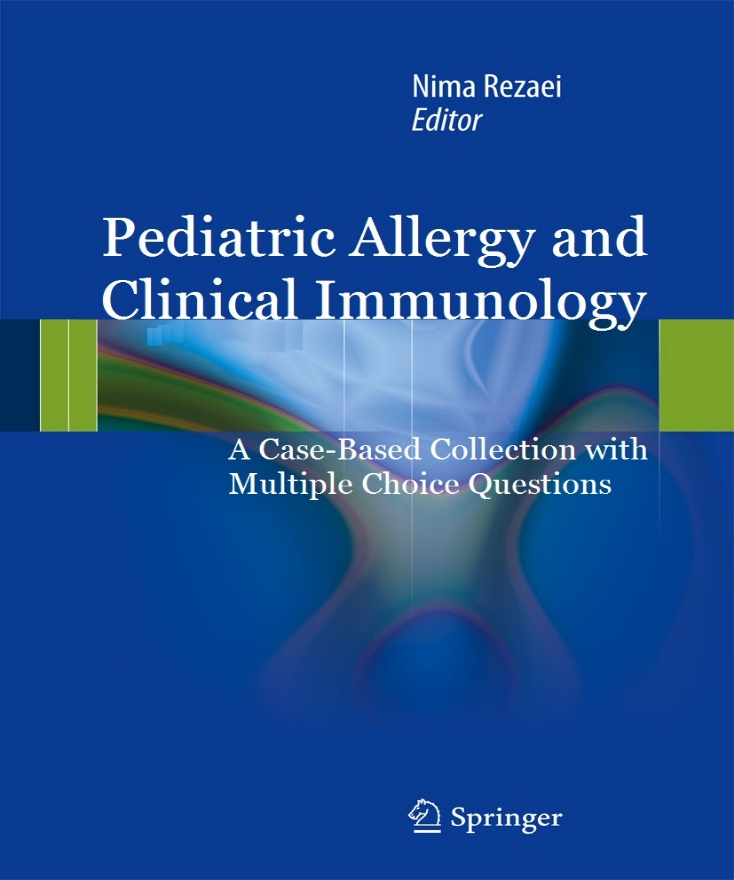 Nima Rezaei
Editor
Pediatric Allergy and
Clinical Immunology
A Case-Based Collection with
Multiple Choice Questions
Springer